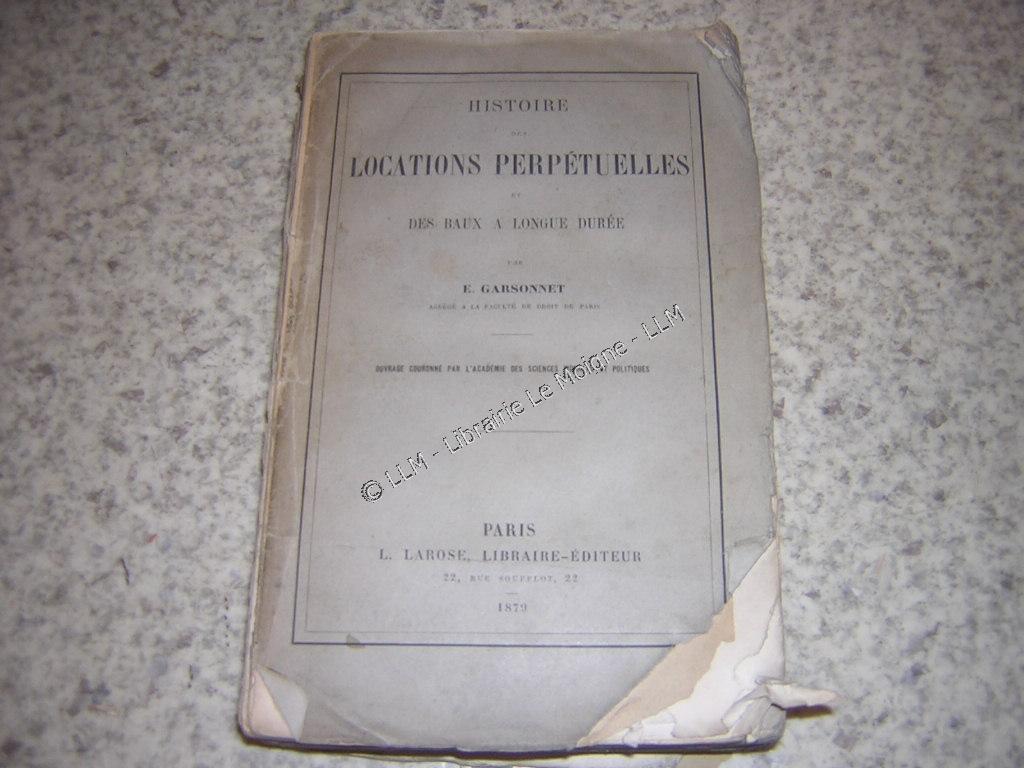 HISTOIRE
DES
LOCATIONS PERPÉTUELLES
ET
DES BAUX A LONGUE DURÉE
PAR
E. GARSONNET
AGRÉGÉ A LA FACULTÉ DE DROIT DE PARIS
OUVRAGE COURONNÉ PAR L'ACADÉMIE DES SCIENCES POLITIQUES
© LLM - Librairie Le Moigne - LLM
PARIS
L. LAROSE, LIBRAIRE-ÉDITEUR
22, RUE SOUFFLOT, 22
1879